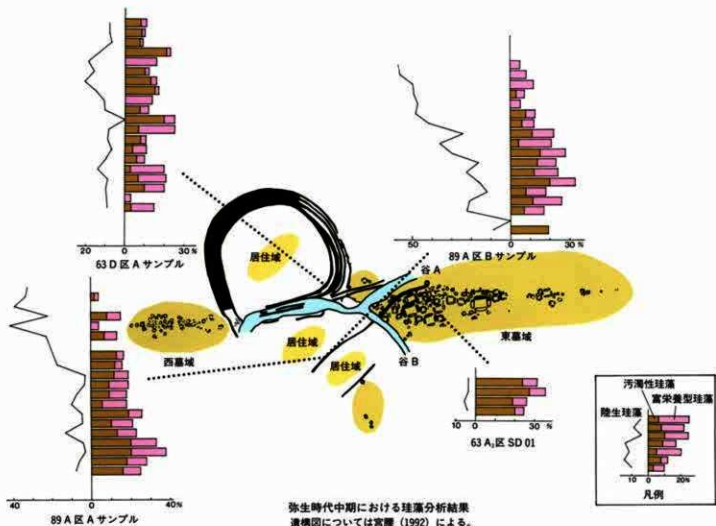 20 0 30%
63 D区 A サンプル
50 0 30%
89 A区 B サンプル
居住域
谷 A
西墓域
居住域
居住域
谷 B
東墓域
40 0 40%
89 A区 A サンプル
10 0 30%
63 A₂区 SD 01
汚濁性珪藻
富栄養型珪藻
陸生珪藻
10 0 20%
凡例
弥生時代中期における珪藻分析結果
遺構図については宮腰(1992)による。